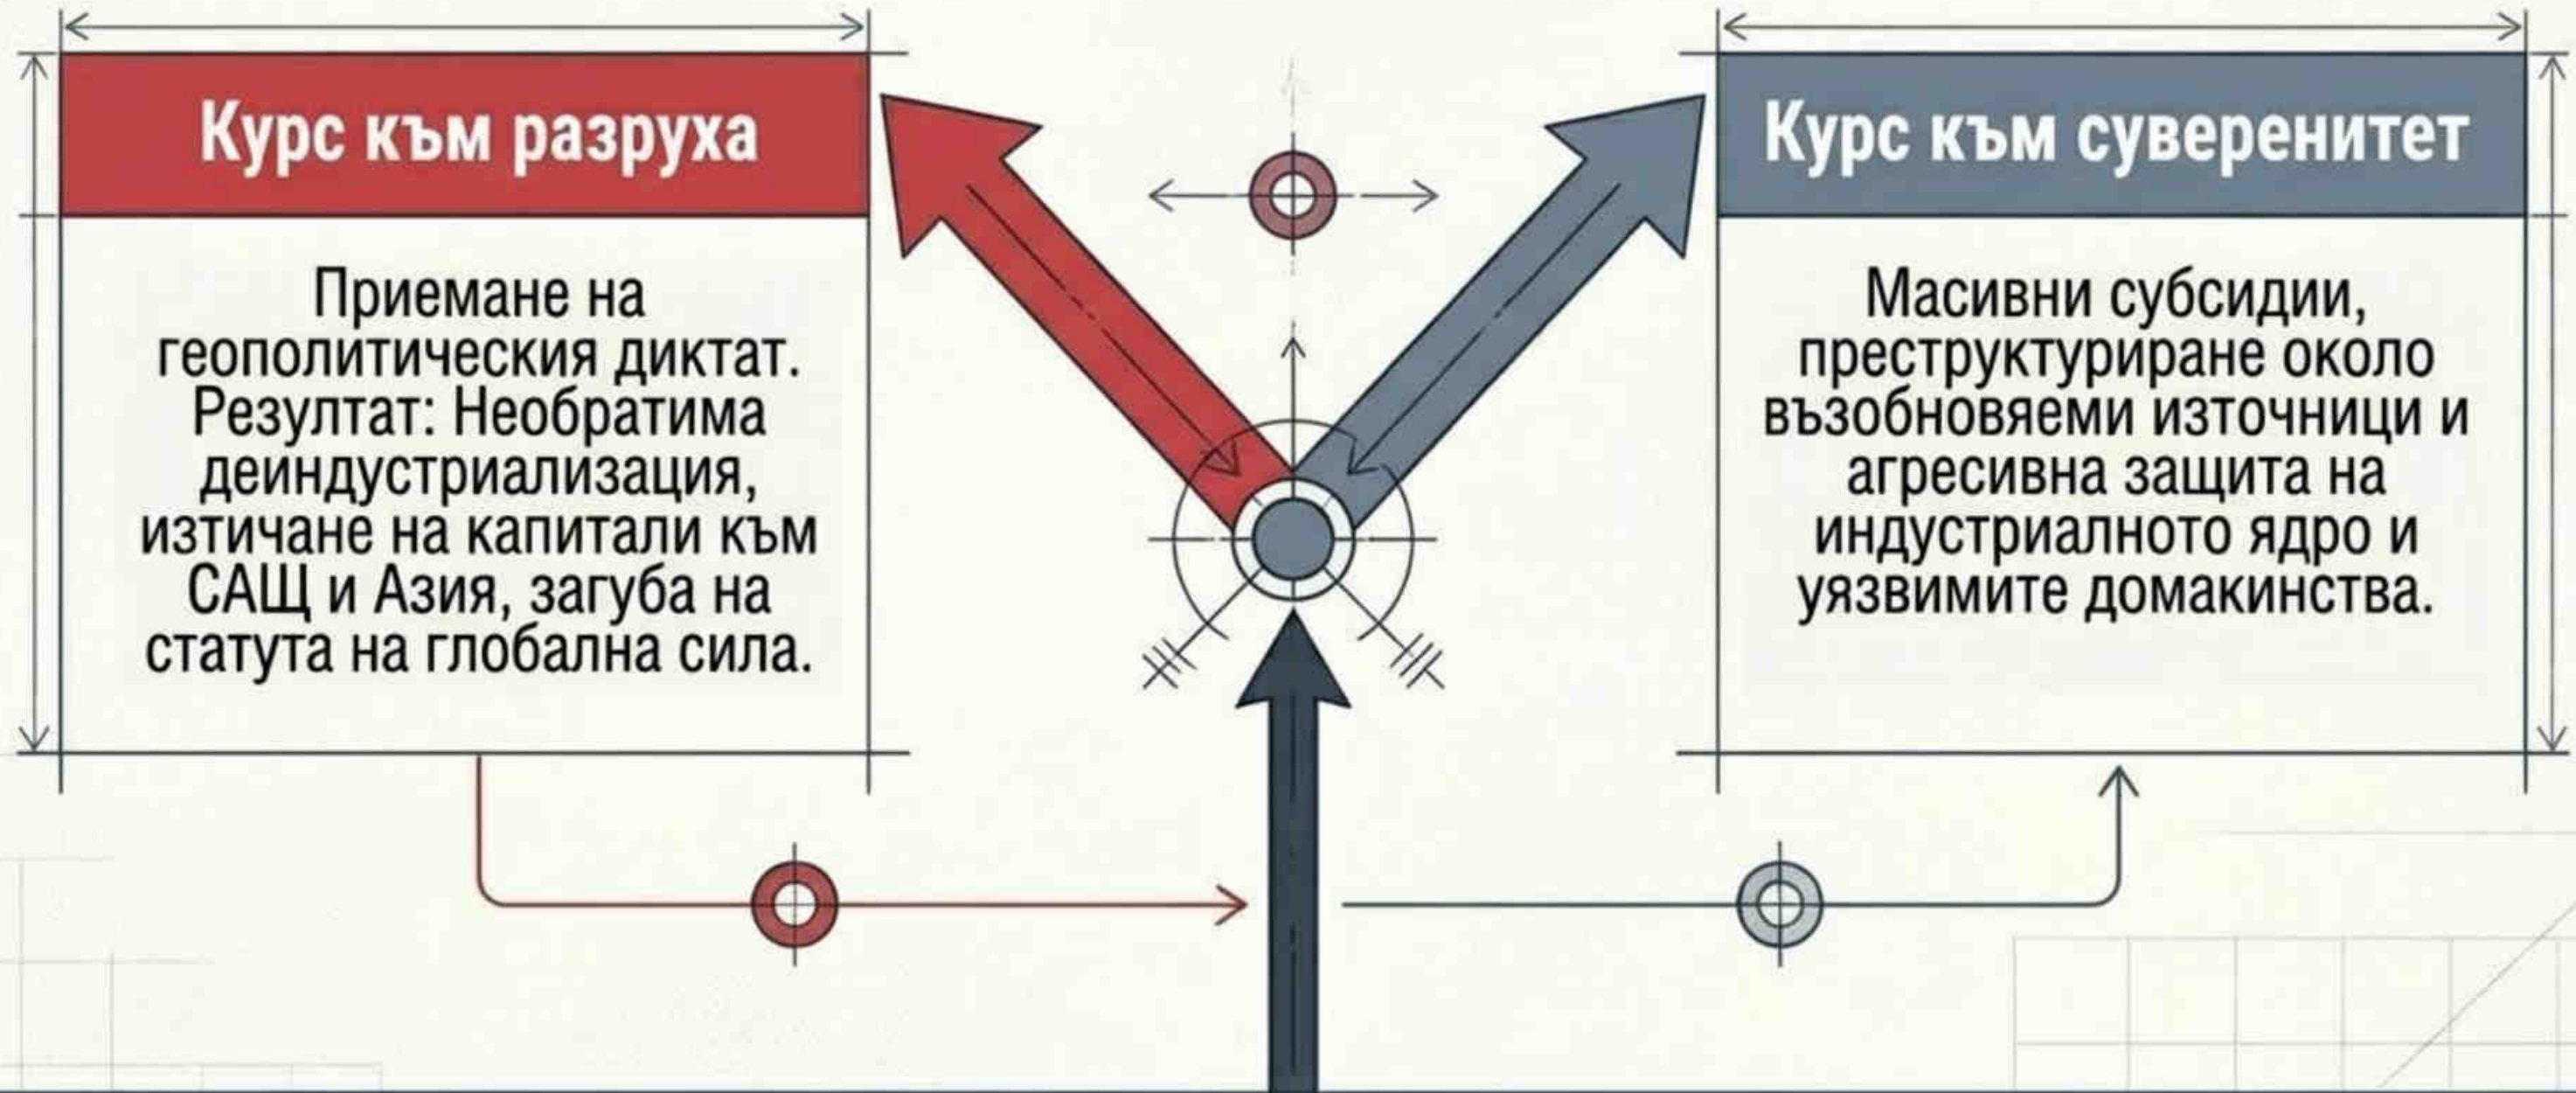 Курс към разруха
Приемане на
геополитическия диктат.
Резултат: Необратима
деиндустриализация,
изтичане на капитали към
САЩ и Азия, загуба на
статута на глобална сила.
Курс към суверенитет
Масивни субсидии,
преструктуриране около
възобновяеми източници и
агресивна защита на
индустриалното ядро и
уязвимите домакинства.